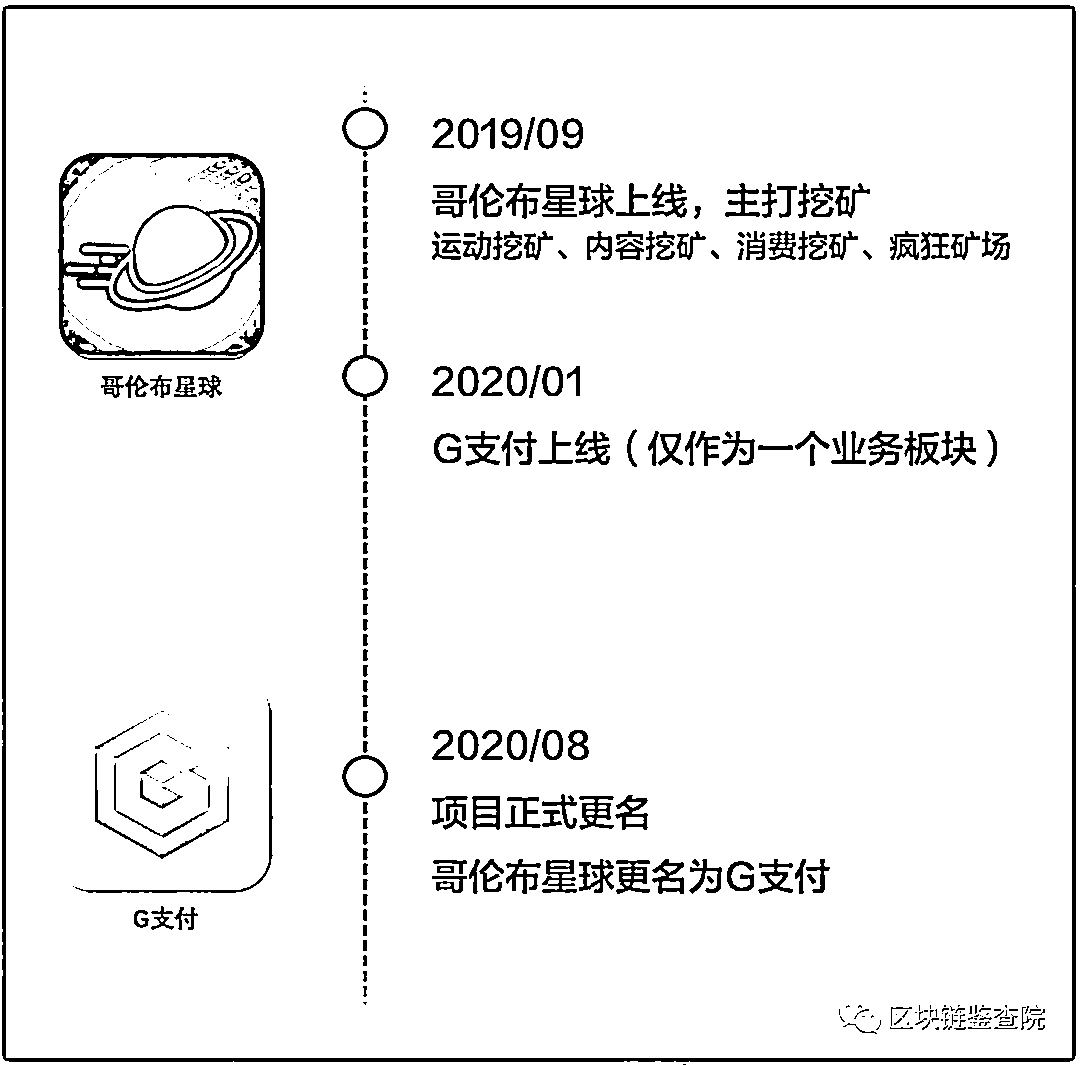 2019/09
哥伦布星球上线，主打挖矿
运动挖矿、内容挖矿、消费挖矿、疯狂矿场
哥伦布星球
2020/01
G支付上线（仅作为一个业务板块）
2020/08
项目正式更名
哥伦布星球更名为G支付
G支付
区块链鉴查院